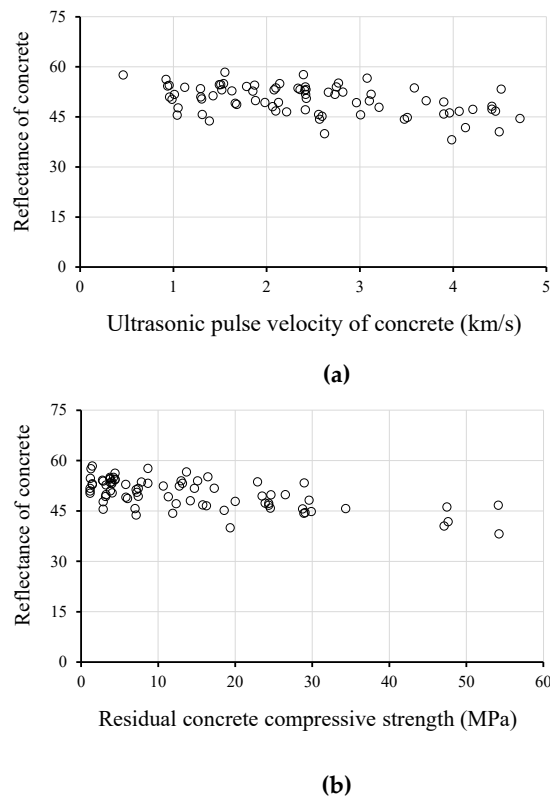 75
60
45
30
15
0
Reflectance of concrete
0 1 2 3 4 5
Ultrasonic pulse velocity of concrete (km/s)
(a)
75
60
45
30
15
0
Reflectance of concrete
0 10 20 30 40 50 60
Residual concrete compressive strength (MPa)
(b)